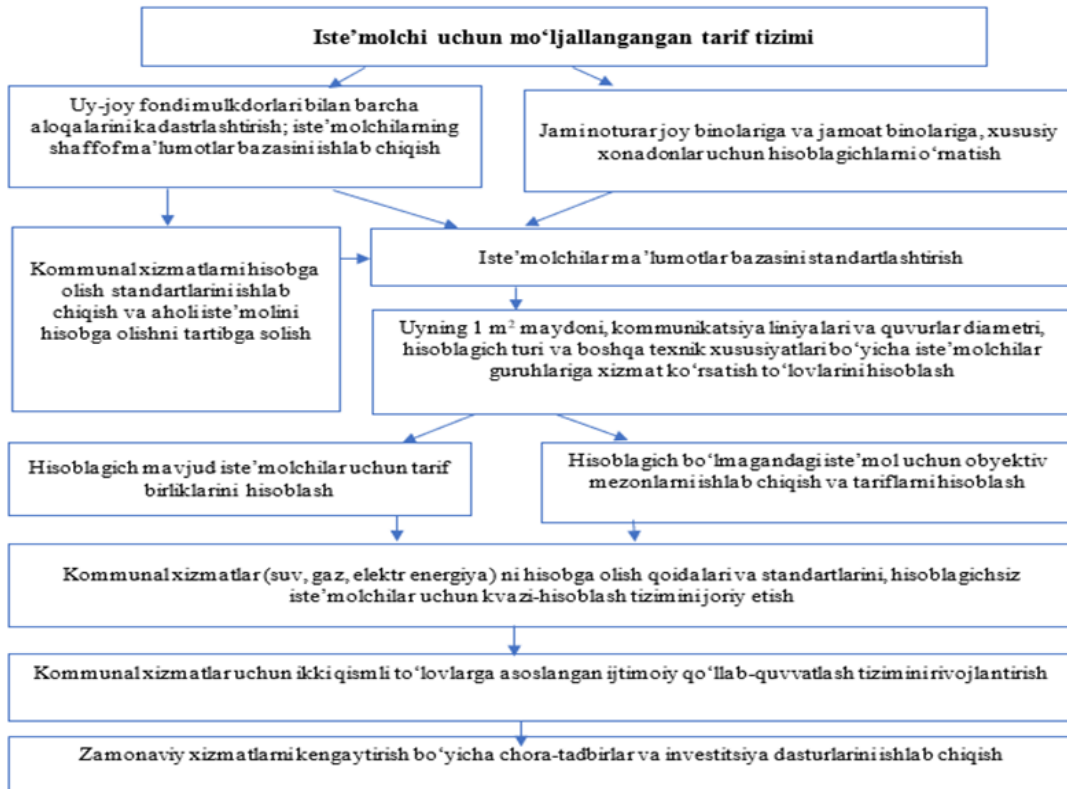 Iste’molchi uchun mo‘ljallangangan tarif tizimi
Uy-joy fondi mulkdorlari bilan barcha
aloqalarini kadastrlashtirish; iste’molchilarning
shaffof ma’lumotlar bazasini ishlab chiqish
Jami noturar joy binolariga va jamoat binolariga, xususiy
xonadonlar uchun hisoblagichlarni o‘rnatish
Kommunal xizmatlarni hisobga
olish standartlarini ishlab
chiqish va aholi iste’molini
hisobga olishni tartibga solish
Iste’molchilar ma’lumotlar bazasini standartlashtirish
Uyning 1 m² maydoni, kommunikatsiya liniyalari va quvurlar diametri,
hisoblagich turi va boshqa texnik xususiyatlari bo‘yicha iste’molchilar
guruhlariga xizmat ko‘rsatish to‘lovlarini hisoblash
Hisoblagich mavjud iste’molchilar uchun tarif
birliklarini hisoblash
Hisoblagich bo‘lmagandagi iste’mol uchun obyektiv
mezonlarni ishlab chiqish va tariflarni hisoblash
Kommunal xizmatlar (suv, gaz, elektr energiya) ni hisobga olish qoidalari va standartlarini, hisoblagichsiz
iste’molchilar uchun kvazi-hisoblash tizimini joriy etish
Kommunal xizmatlar uchun ikki qismli to‘lovlarga asoslangan ijtimoiy qo‘llab-quvvatlash tizimini rivojlantirish
Zamonaviy xizmatlarni kengaytirish bo‘yicha chora-tadbirlar va investitsiya dasturlarini ishlab chiqish